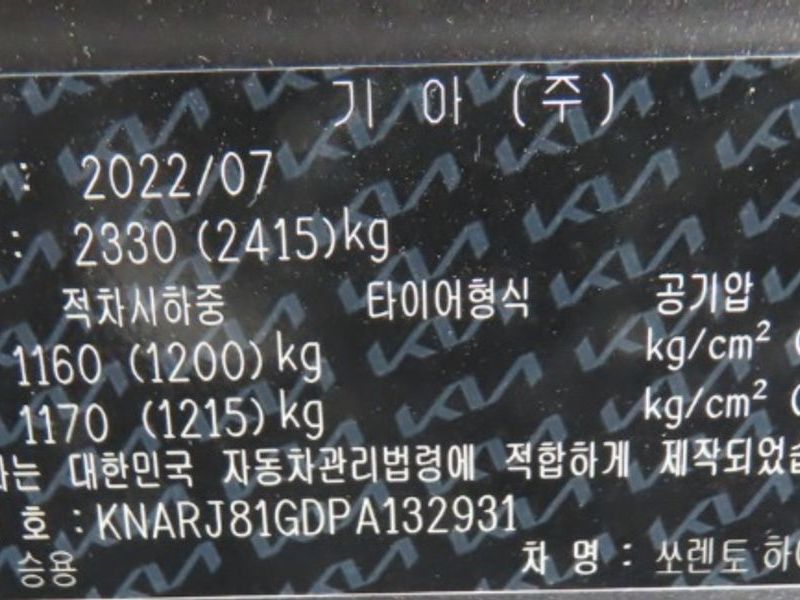 기 아 (주)
: 2022/07
: 2330 (2415)kg
적차시하중 타이어형식 공기압
1160 (1200)kg kg/cm² (
1170 (1215)kg kg/cm² (
는 대한민국 자동차관리법령에 적합하게 제작되었습
호 : KNARJ81GDPA132931
승용 차 명 : 쏘렌토 하이